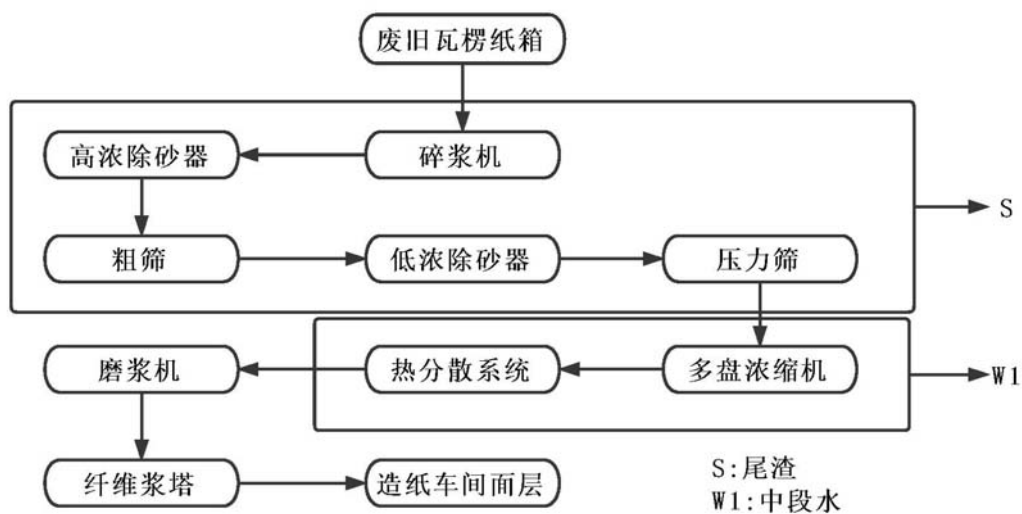 废旧瓦楞纸箱
高浓除砂器
碎浆机
S
粗筛
低浓除砂器
压力筛
磨浆机
热分散系统
多盘浓缩机
W1
纤维浆塔
造纸车间面层
S:尾渣
W1:中段水